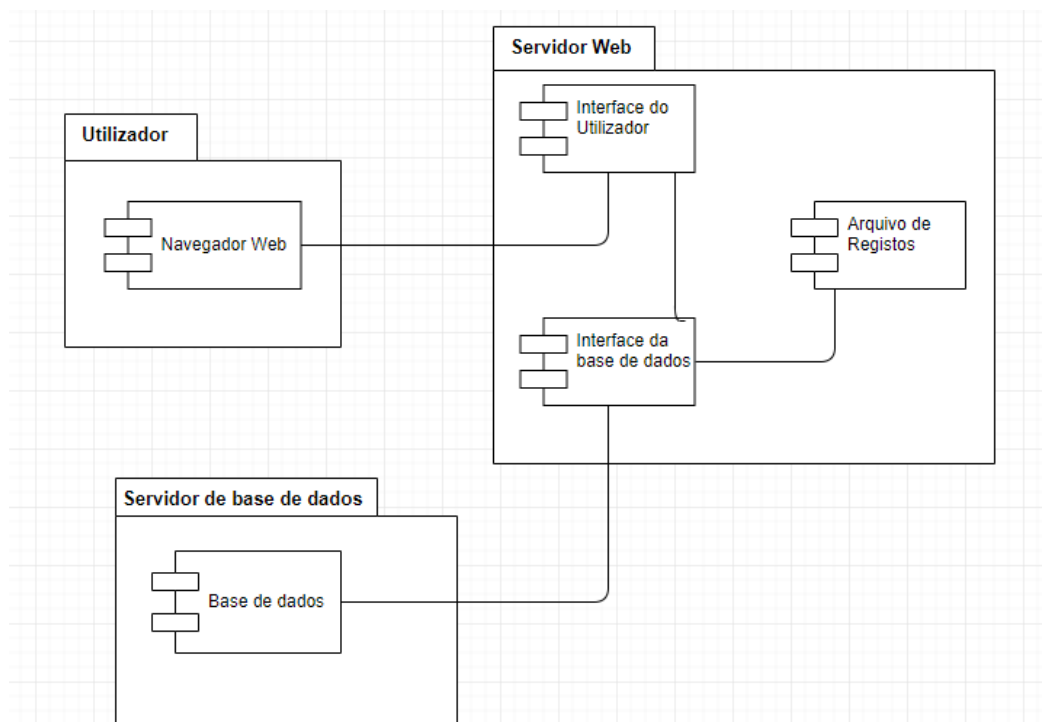 Servidor Web
Interface do
Utilizador
Utilizador
Navegador Web
Arquivo de
Registos
Interface da
base de dados
Servidor de base de dados
Base de dados